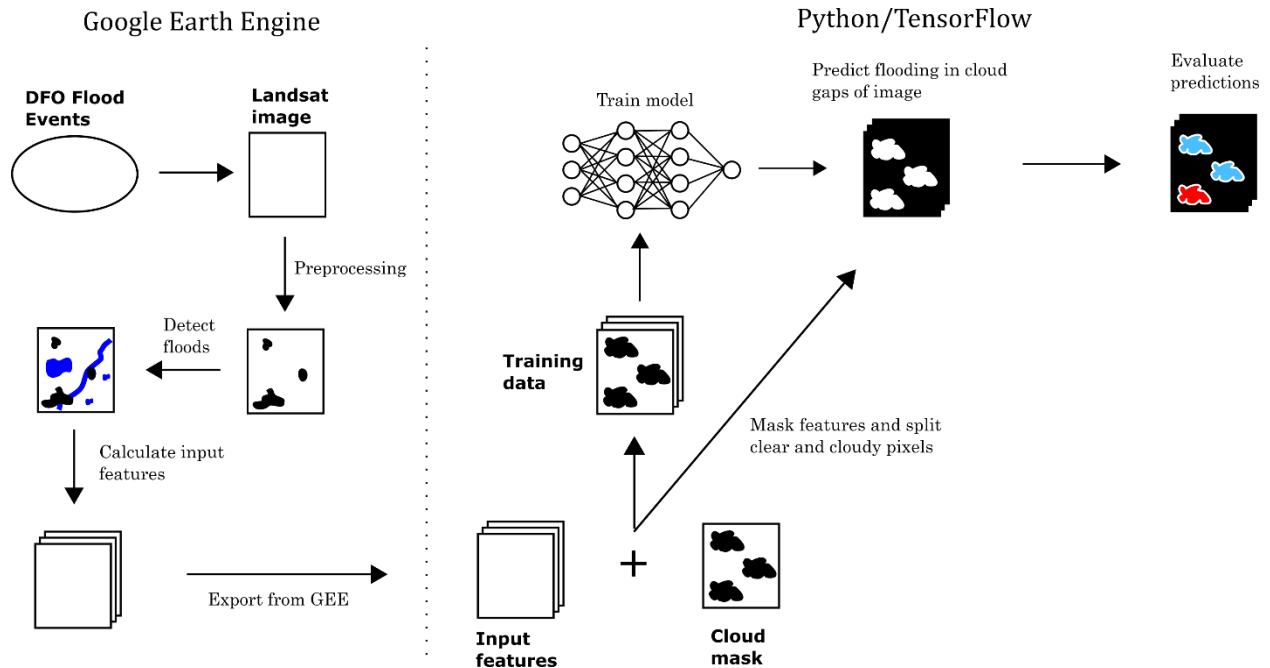 Google Earth Engine
Python/TensorFlow
DFO Flood
Events
Landsat
image
Preprocessing
Detect
floods
Calculate input
features
Export from GEE
Train model
Predict flooding in cloud
gaps of image
Evaluate
predictions
Training
data
Mask features and split
clear and cloudy pixels
+
Input
features
Cloud
mask